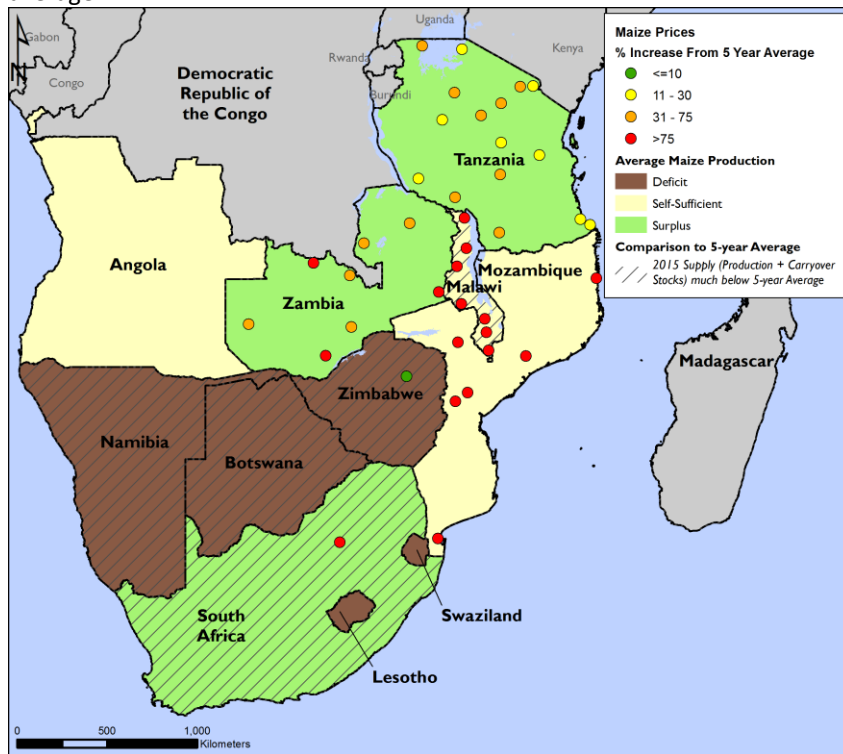 average
Gabon
Congo
Democratic
Republic of
the Congo
Uganda
Rwanda
Burundi
Kenya
Tanzania
Angola
Zambia
Malawi
Mozambique
Zimbabwe
Madagascar
Namibia
Botswana
South
Africa
Swaziland
Lesotho
N
0 500 1,000
Kilometers
Maize Prices
% Increase From 5 Year Average
<=10
11 - 30
31 - 75
>75
Average Maize Production
Deficit
Self-Sufficient
Surplus
Comparison to 5-year Average
2015 Supply (Production + Carryover
Stocks) much below 5-year Average